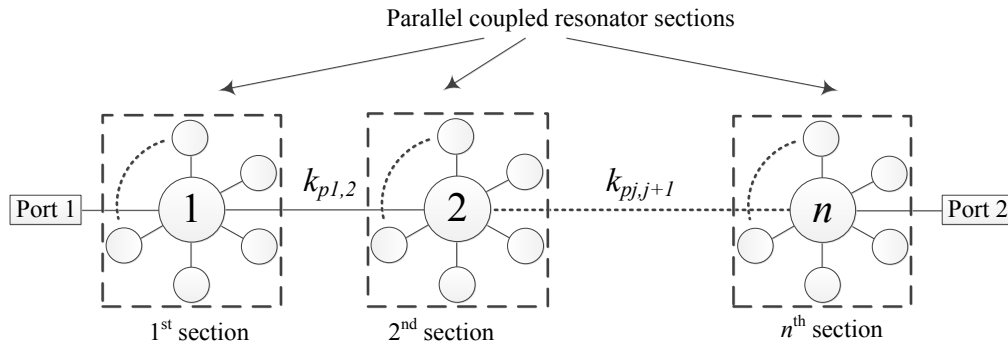 Parallel coupled resonator sections
k_{p1,2}
k_{pj,j+1}
Port 1
1
2
n
Port 2
1st section
2nd section
nth section